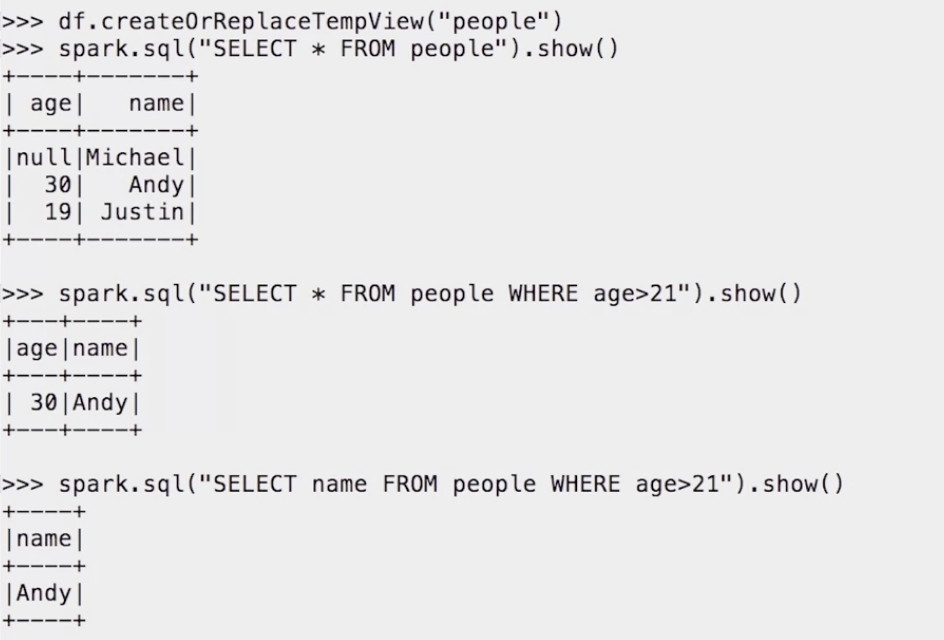 >>> df.createOrReplaceTempView("people")
>>> spark.sql("SELECT * FROM people").show()
+----+-------+
| age|   name|
+----+-------+
|null|Michael|
|  30|   Andy|
|  19| Justin|
+----+-------+

>>> spark.sql("SELECT * FROM people WHERE age>21").show()
+---+----+
|age|name|
+---+----+
| 30|Andy|
+---+----+

>>> spark.sql("SELECT name FROM people WHERE age>21").show()
+----+
|name|
+----+
|Andy|
+----+